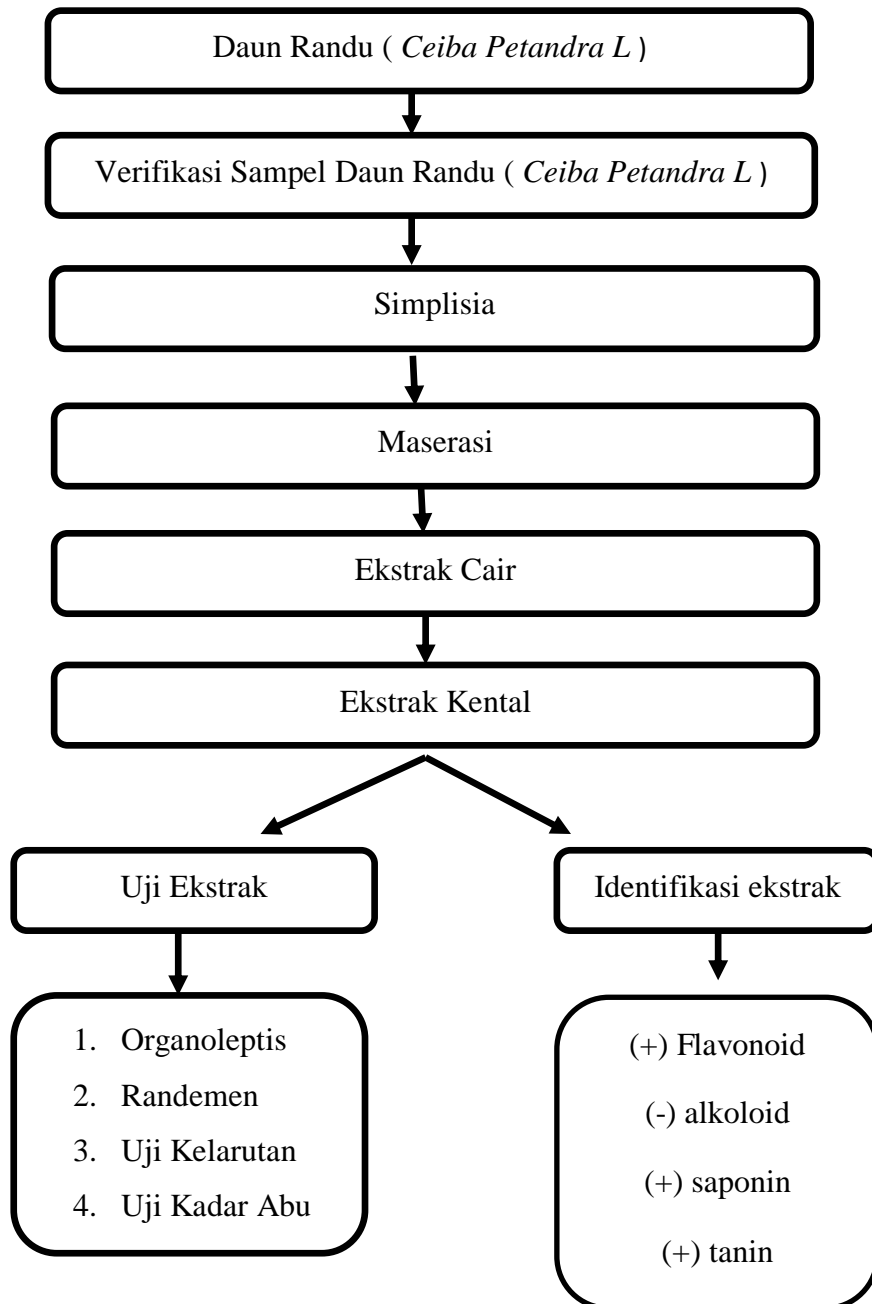 Daun Randu ( Ceiba Petandra L )
Verifikasi Sampel Daun Randu ( Ceiba Petandra L )
Simplisia
Maserasi
Ekstrak Cair
Ekstrak Kental
Uji Ekstrak
1. Organoleptis
2. Randemen
3. Uji Kelarutan
4. Uji Kadar Abu
Identifikasi ekstrak
(+) Flavonoid
(-) alkoloid
(+) saponin
(+) tanin